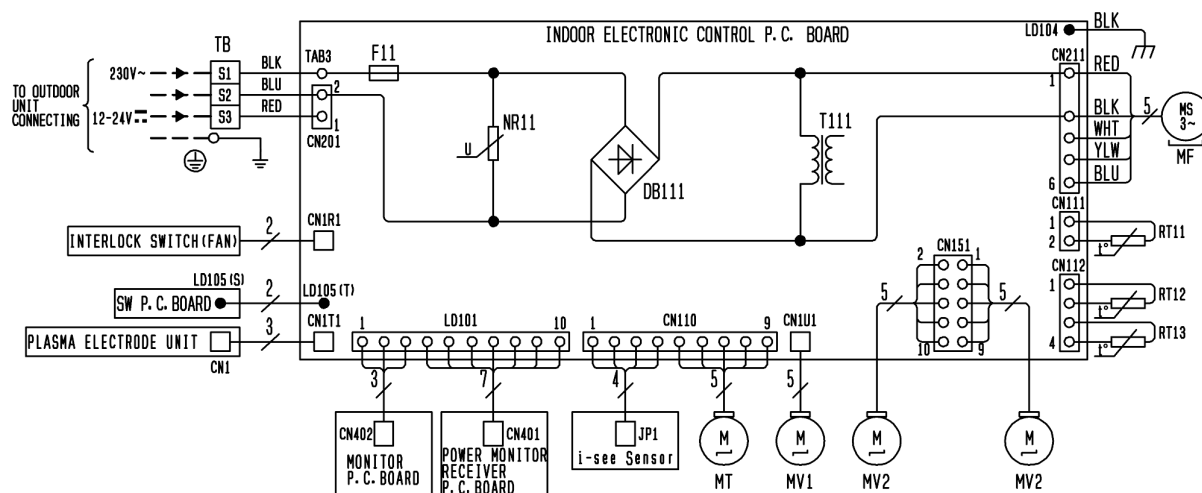 INDOOR ELECTRONIC CONTROL P.C. BOARD
LD104
BLK
TB
TAB3
F11
CN211
230V~
S1
BLK
1
RED
TO OUTDOOR
UNIT
CONNECTING
S2
BLU
2
12-24V
S3
RED
1
CN201
NR11
U
DB111
T111
BLK
5
MS
3~
MF
WHT
YLW
6
BLU
CN111
1
2
t°
RT11
INTERLOCK SWITCH(FAN)
2
CN1R1
CN151
2
1
CN112
1
t°
RT12
4
t°
RT13
LD105(S)
SW P.C.BOARD
2
LD105(T)
5
5
10
9
PLASMA ELECTRODE UNIT
CN1
3
CN1T1
1
LD101
10
1
CN110
9
CN1U1
3
7
4
5
5
CN402
MONITOR
P.C.BOARD
CN401
POWER MONITOR
RECEIVER
P.C.BOARD
JP1
i-see Sensor
M
MT
M
MV1
M
MV2
M
MV2